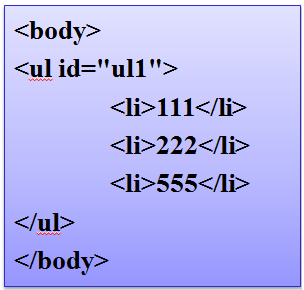 <body>
<ul id="ul1">
<li>111</li>
<li>222</li>
<li>555</li>
</ul>
</body>